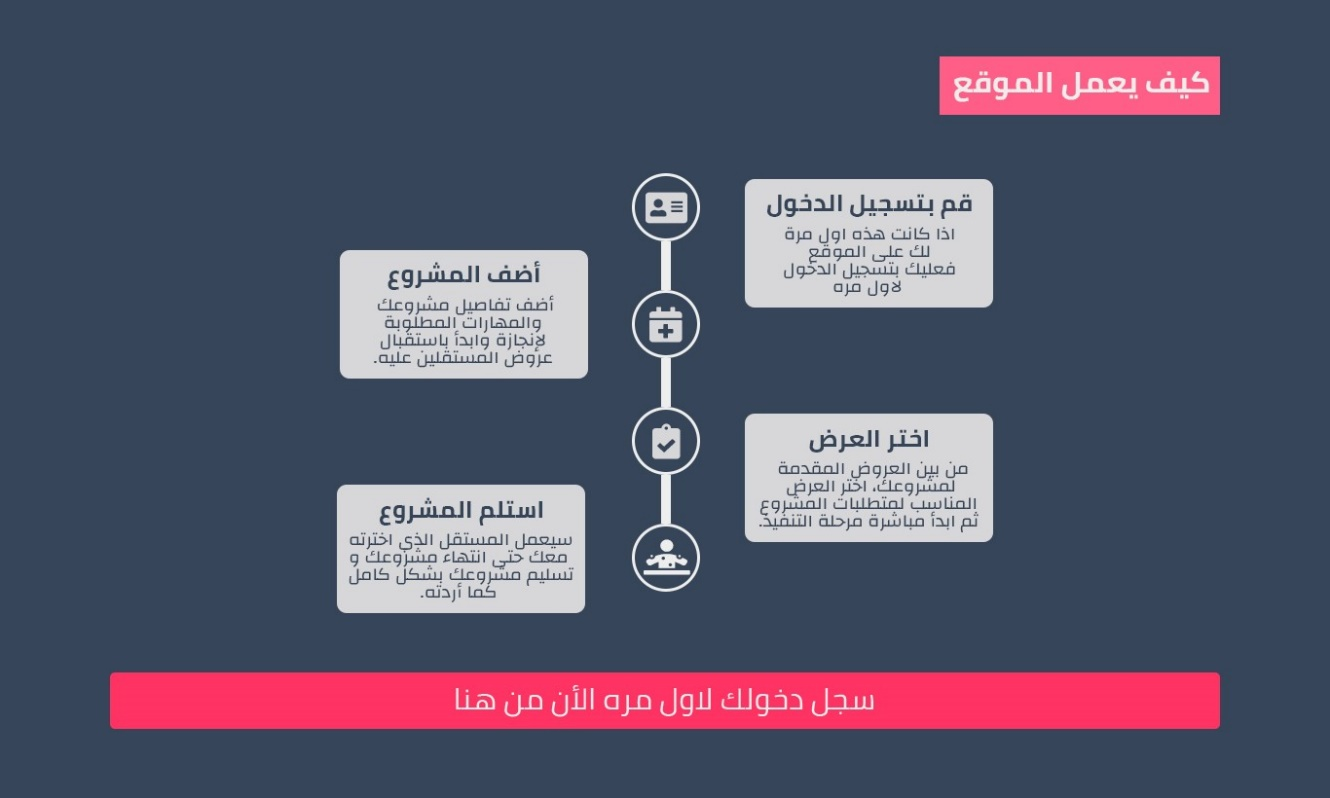 كيف يعمل الموقع
قم بتسجيل الدخول
اذا كانت هذه اول مرة
لك على الموقع
فعليك بتسجيل الدخول
لاول مره
أضف المشروع
أضف تفاصيل مشروعك
والمهارات المطلوبة
لإنجازة وابدأ باستقبال
عروض المستقلين عليه.
اختر العرض
من بين العروض المقدمة
لمشروعك، اختر العرض
المناسب لمتطلبات المشروع
ثم ابدأ مباشرة مرحلة التنفيذ.
استلم المشروع
سيعمل المستقل الذي اخترته
معك حتى انتهاء مشروعك و
تسليم مشروعك بشكل كامل
كما أردته.
سجل دخولك لاول مره الأن من هنا